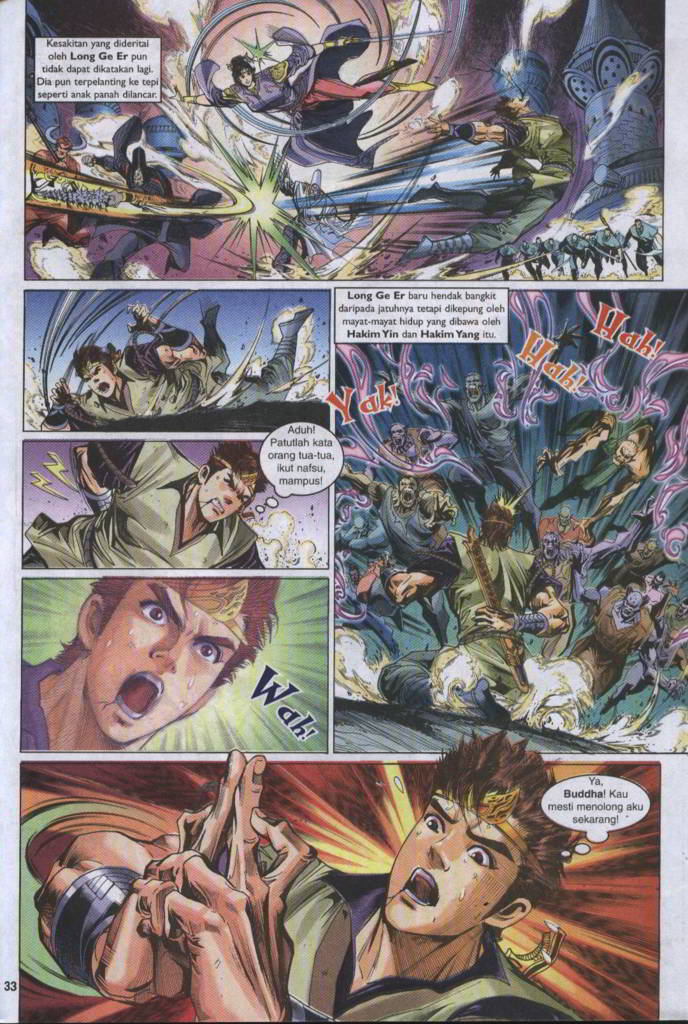 Kesakitan yang dideritai
oleh Long Ge Er pun
tidak dapat dikatakan lagi.
Dia pun terpelanting ke tepi
seperti anak panah dilancar.
Long Ge Er baru hendak bangkit
daripada jatuhnya tetapi dikepung oleh
mayat-mayat hidup yang dibawa oleh
Hakim Yin dan Hakim Yang itu.
Yak!
Hah!
Hah!
Aduh!
Patutlah kata
orang tua-tua,
ikut nafsu,
mampus!
Wah!
Ya,
Buddha! Kau
mesti menolong aku
sekarang!
33